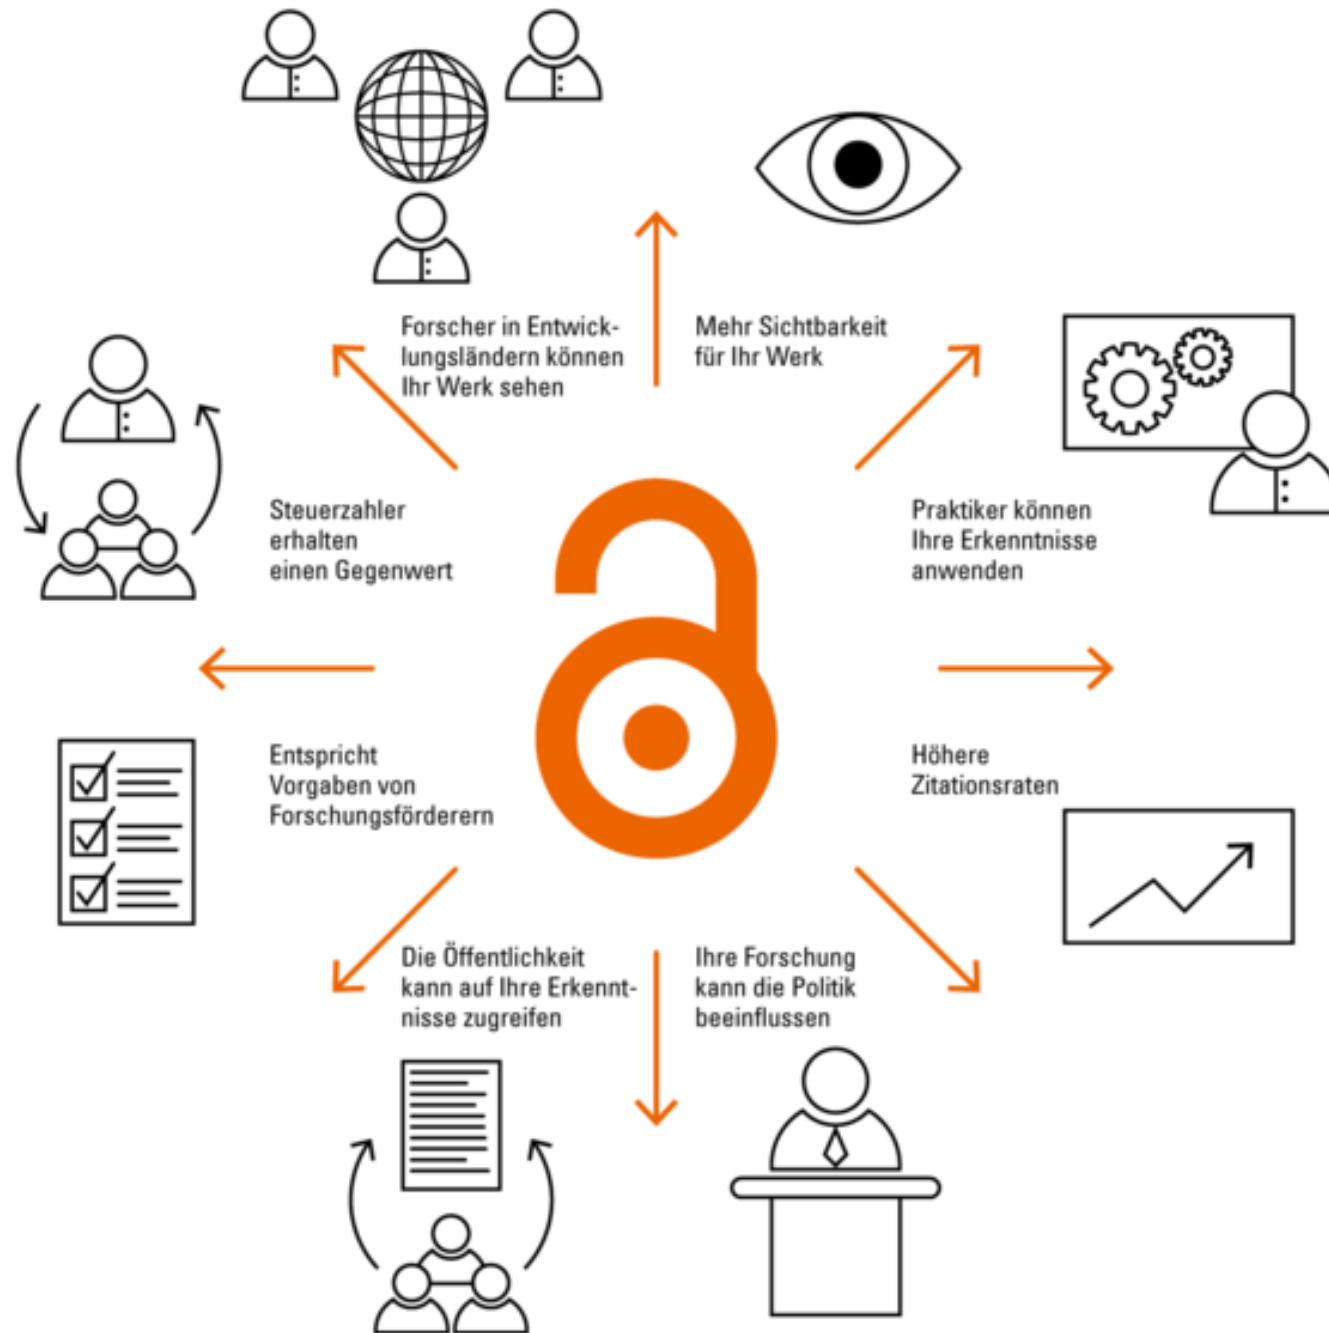 Forscher in Entwick-
lungsländern können
Ihr Werk sehen
Mehr Sichtbarkeit
für Ihr Werk
Steuerzahler
erhalten
einen Gegenwert
Praktiker können
Ihre Erkenntnisse
anwenden
Entspricht
Vorgaben von
Forschungsförderern
Höhere
Zitationsraten
Die Öffentlichkeit
kann auf Ihre Erkennt-
nisse zugreifen
Ihre Forschung
kann die Politik
beeinflussen